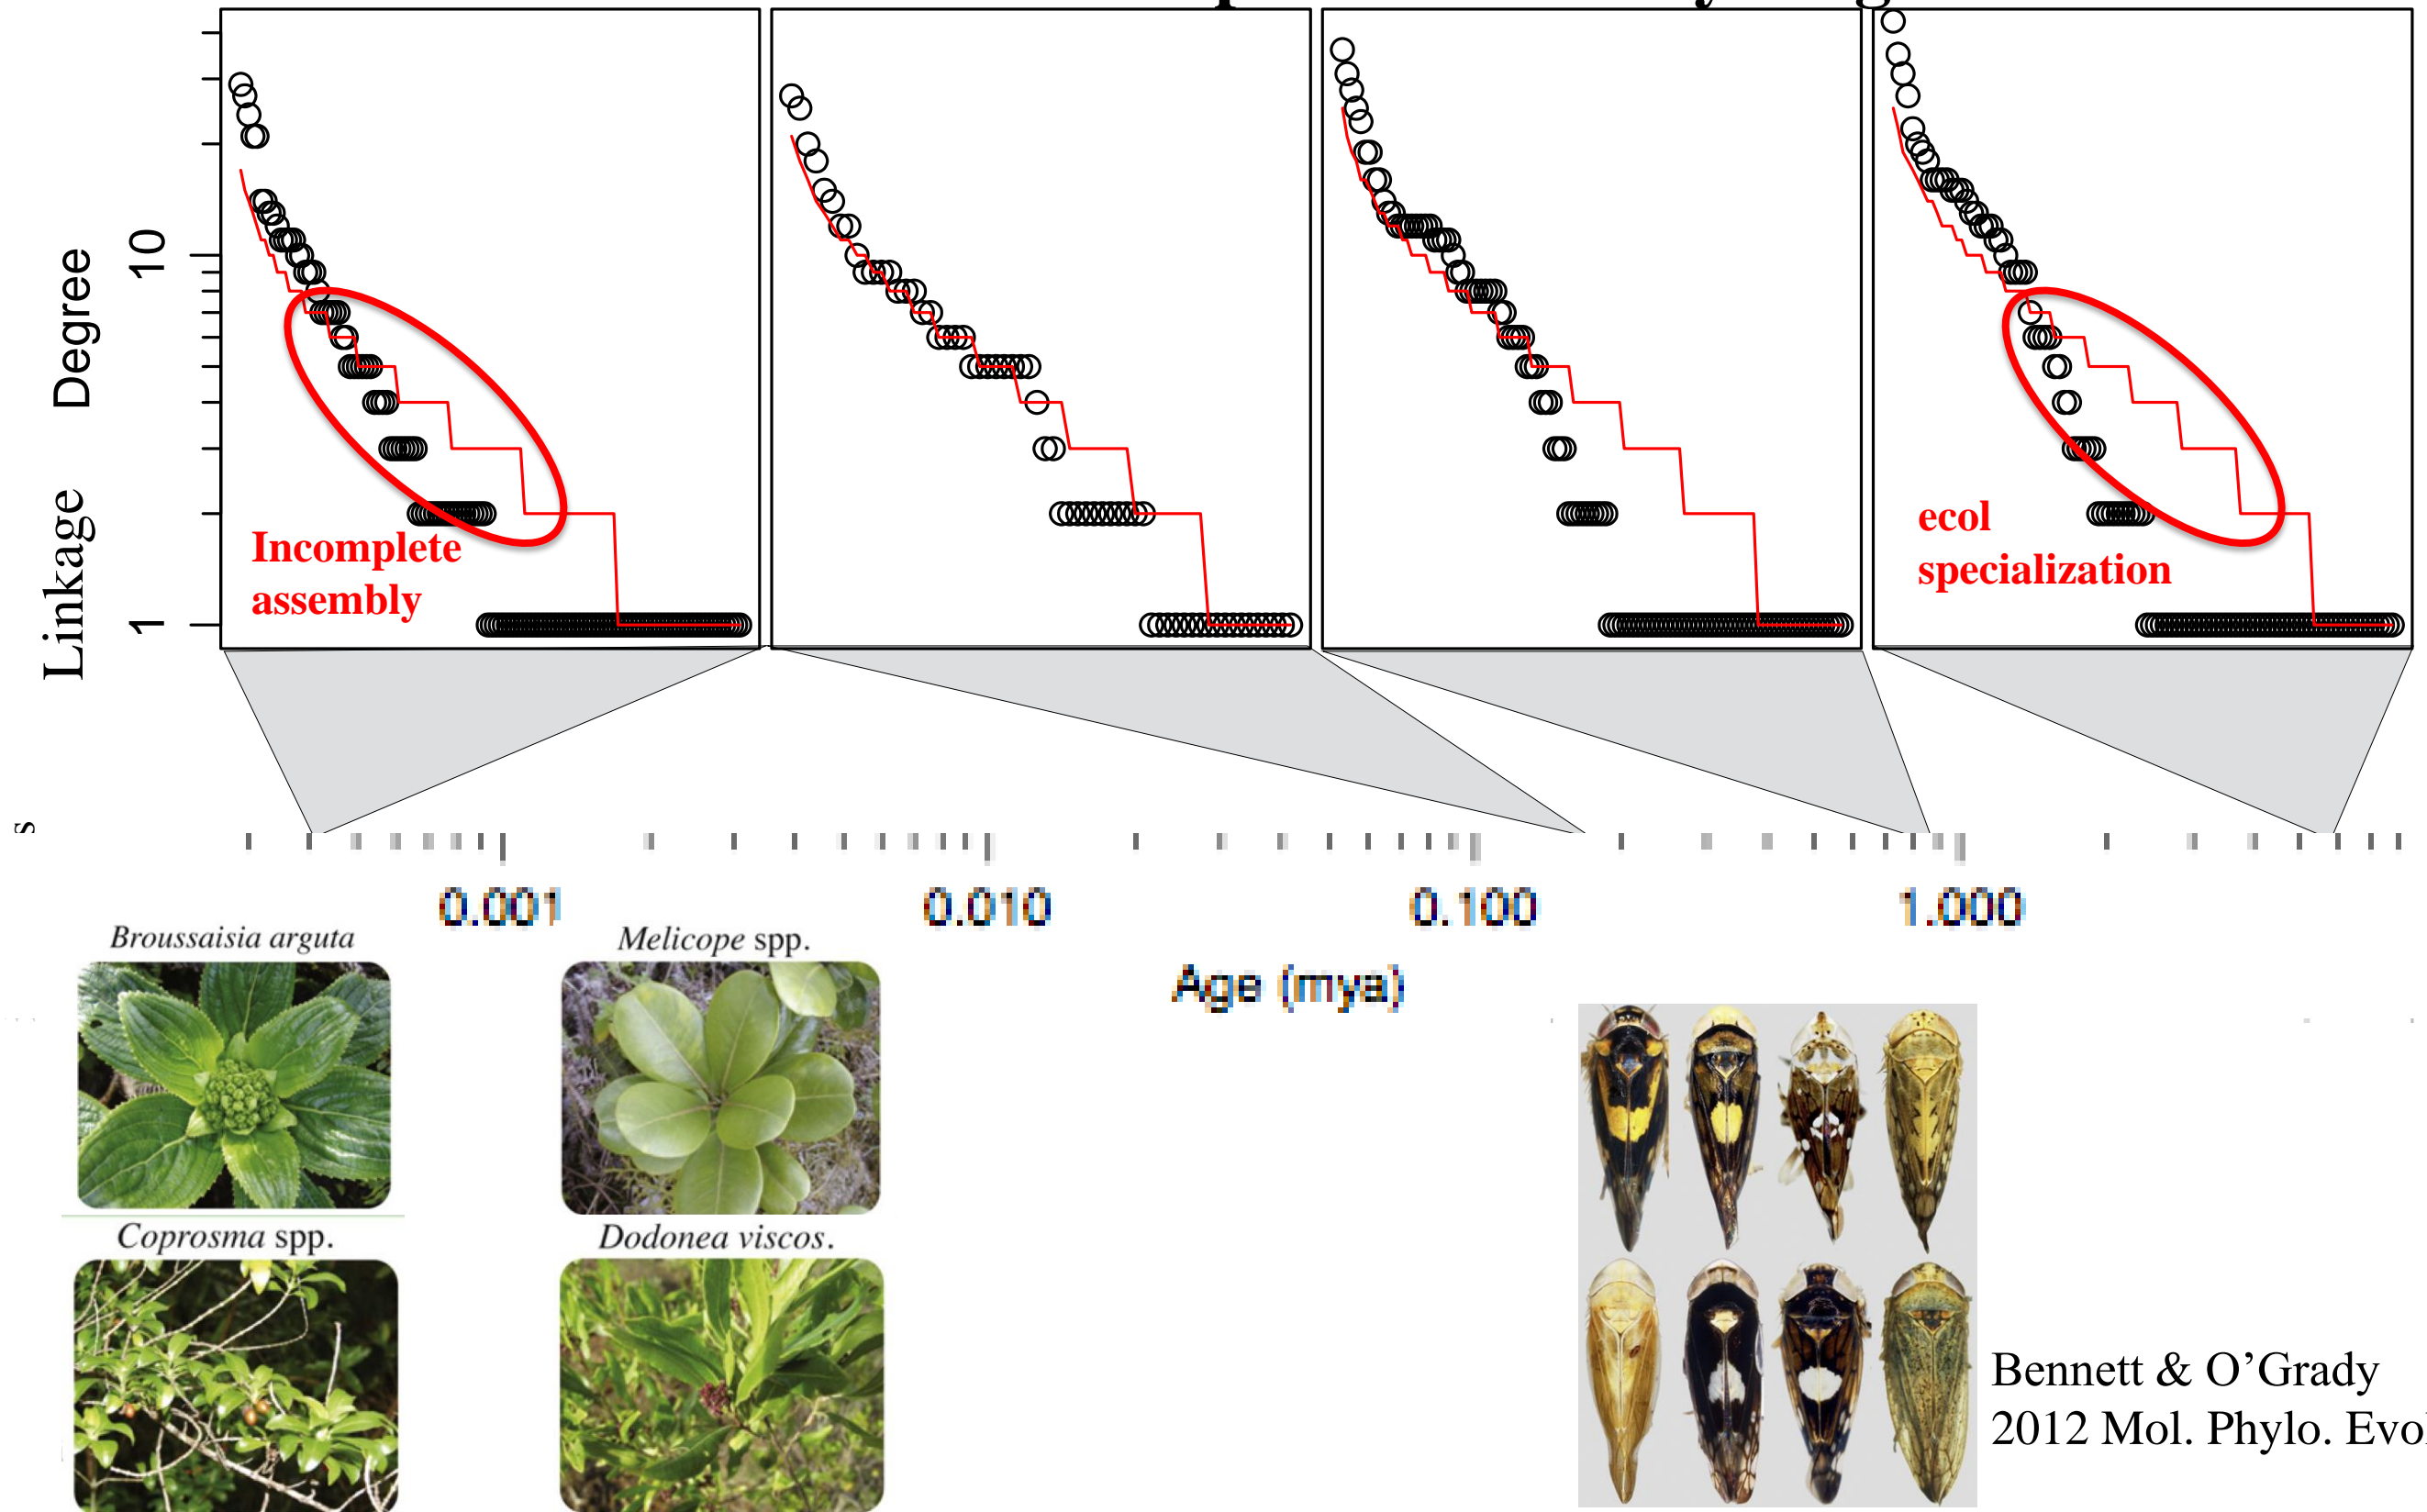 Linkage Degree
10
1
Incomplete
assembly
ecol
specialization
s
0.001 0.010 0.100 1.000
Age (mya)
Broussaisia arguta
Melicope spp.
Coprosma spp.
Dodonea viscos.
Bennett & O’Grady
2012 Mol. Phylo. Evol